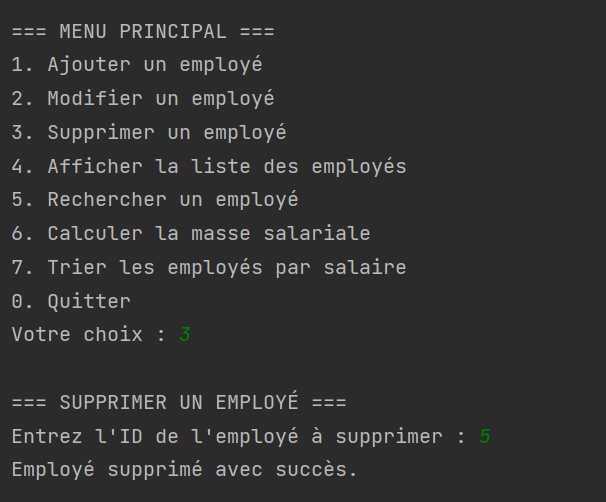 === MENU PRINCIPAL ===
1. Ajouter un employé
2. Modifier un employé
3. Supprimer un employé
4. Afficher la liste des employés
5. Rechercher un employé
6. Calculer la masse salariale
7. Trier les employés par salaire
0. Quitter
Votre choix : 3
=== SUPPRIMER UN EMPLOYÉ ===
Entrez l'ID de l'employé à supprimer : 5
Employé supprimé avec succès.